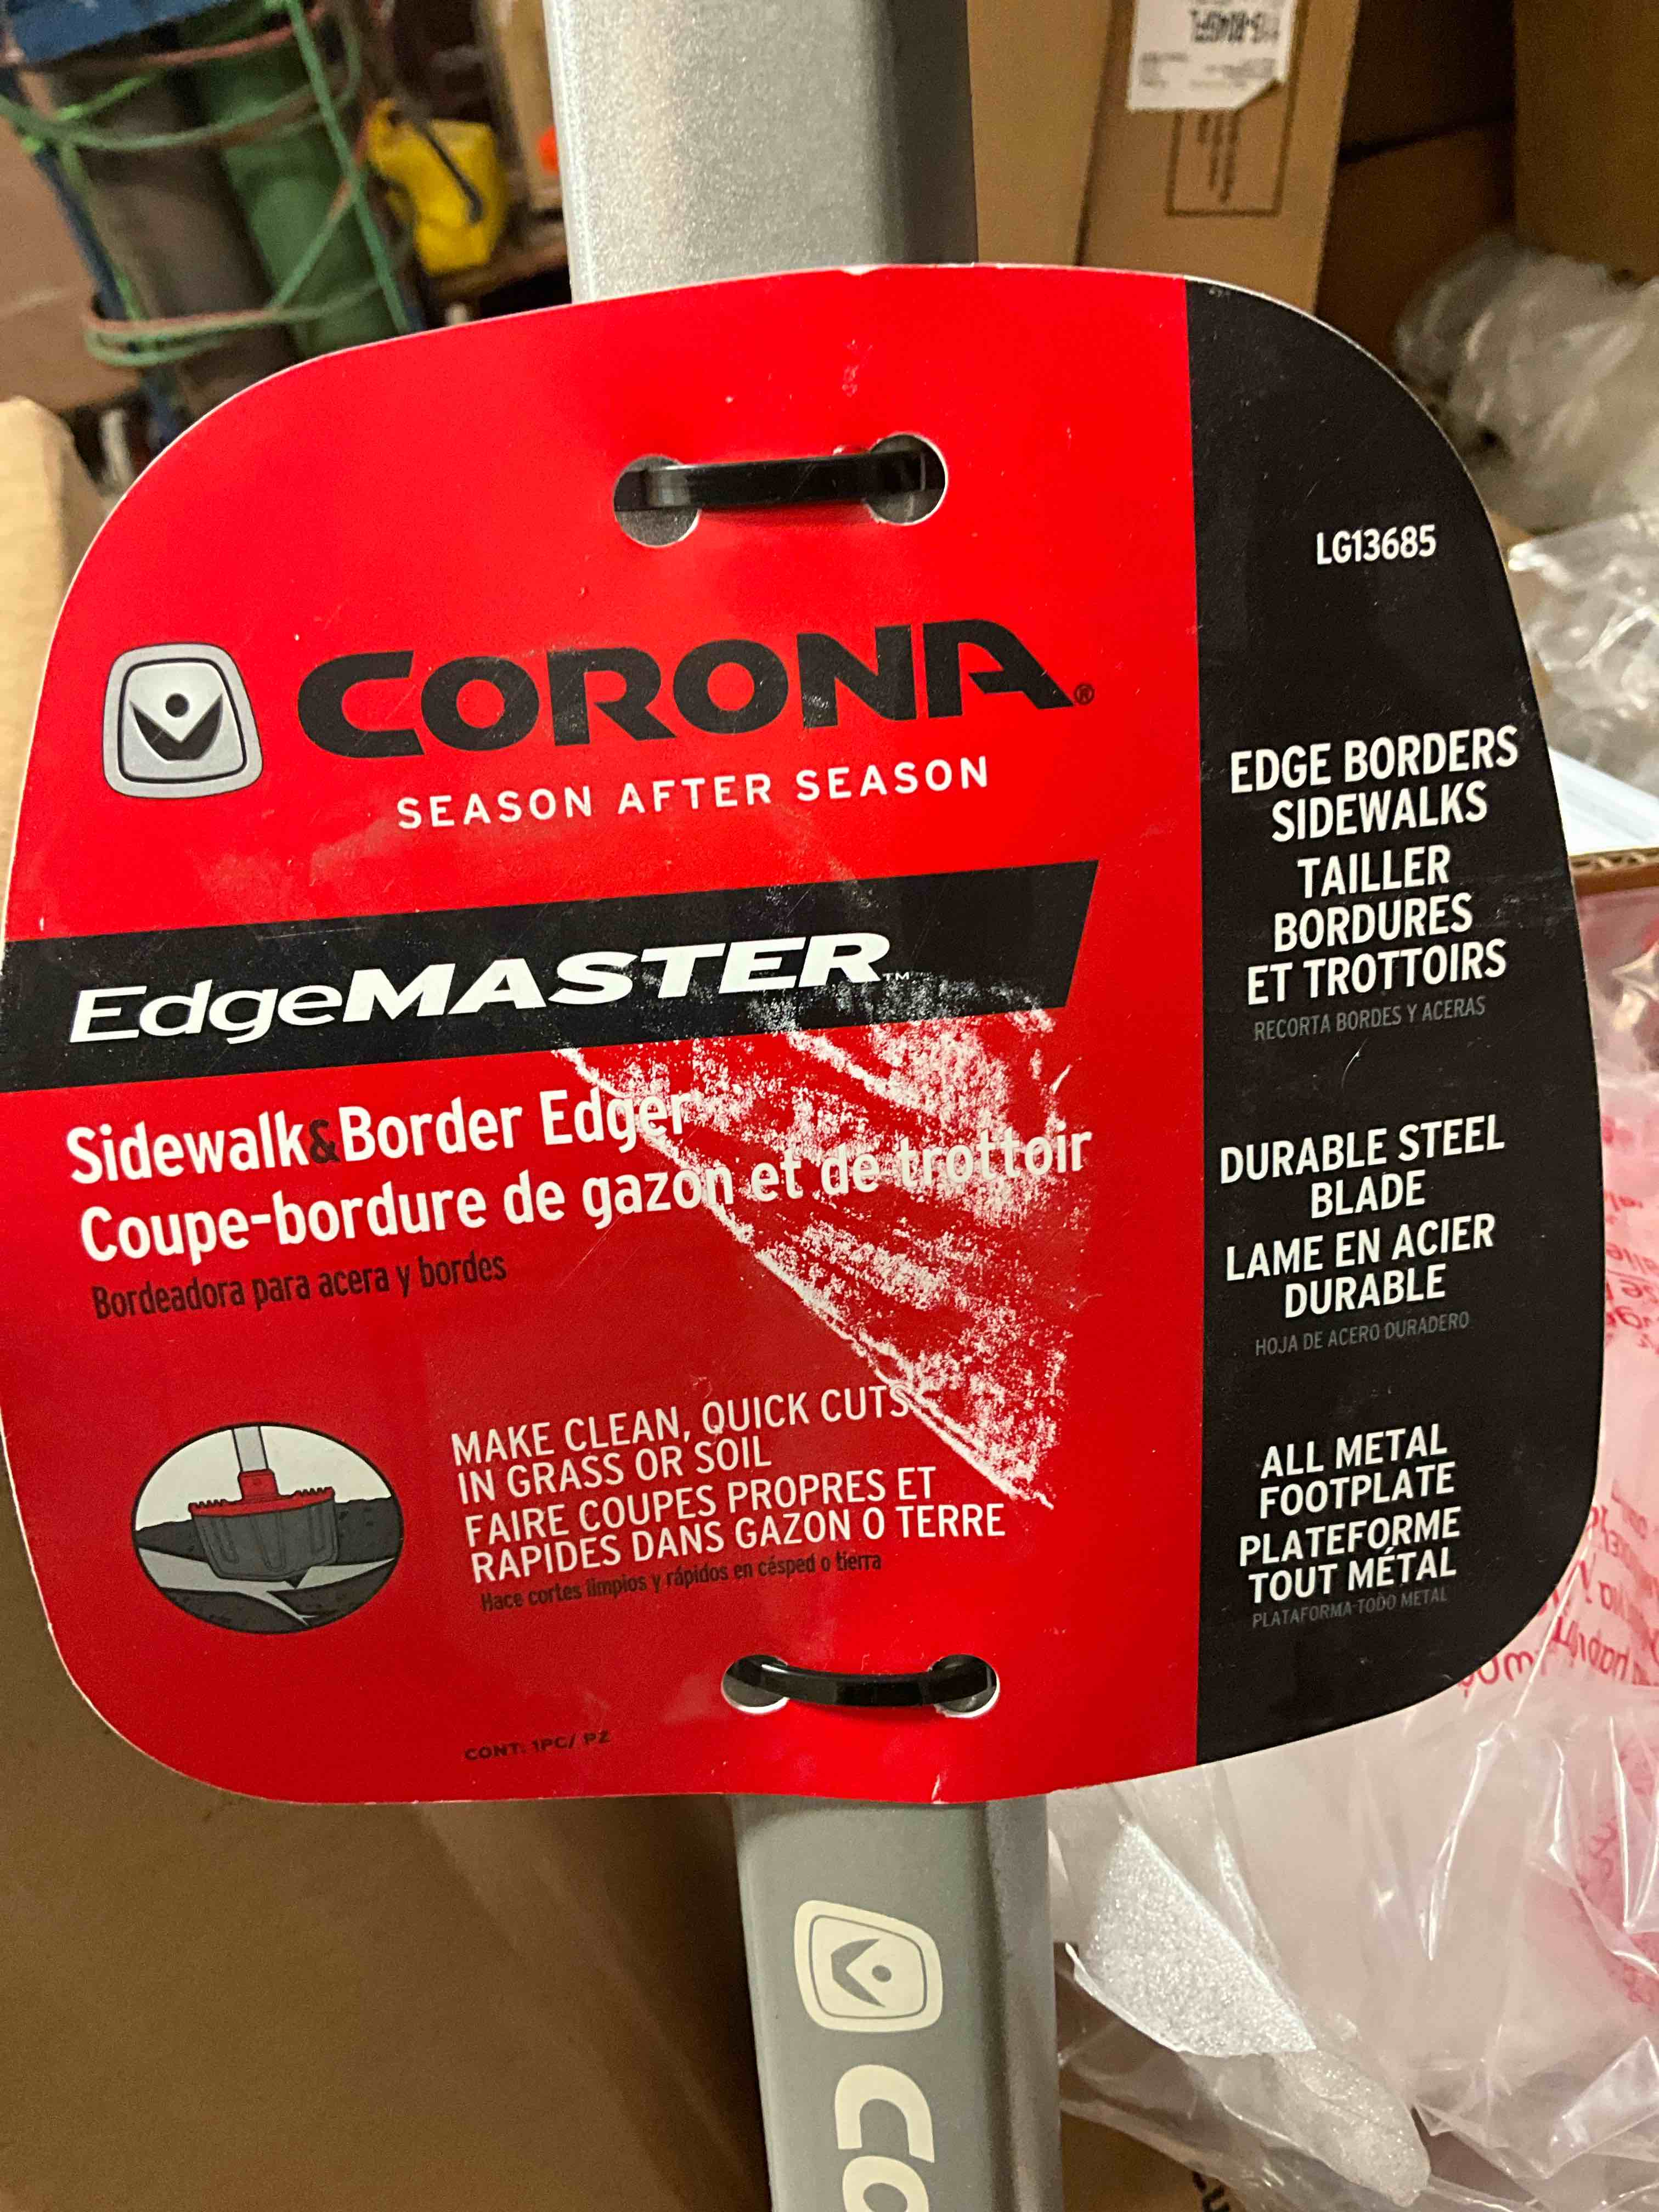 CORONA®
SEASON AFTER SEASON
EdgeMASTER™
Sidewalk & Border Edger
Coupe-bordure de gazon et de trottoir
Bordeadora para acera y bordes
MAKE CLEAN, QUICK CUTS
IN GRASS OR SOIL
FAIRE COUPES PROPRES ET
RAPIDES DANS GAZON O TERRE
Hace cortes limpios y rápidos en césped o tierra
CONT: 1PC/ PZ
LG13685
EDGE BORDERS
SIDEWALKS
TAILLER
BORDURES
ET TROTTOIRS
RECORTA BORDES Y ACERAS
DURABLE STEEL
BLADE
LAME EN ACIER
DURABLE
HOJA DE ACERO DURADERO
ALL METAL
FOOTPLATE
PLATEFORME
TOUT MÉTAL
PLATAFORMA TODO METAL
CO